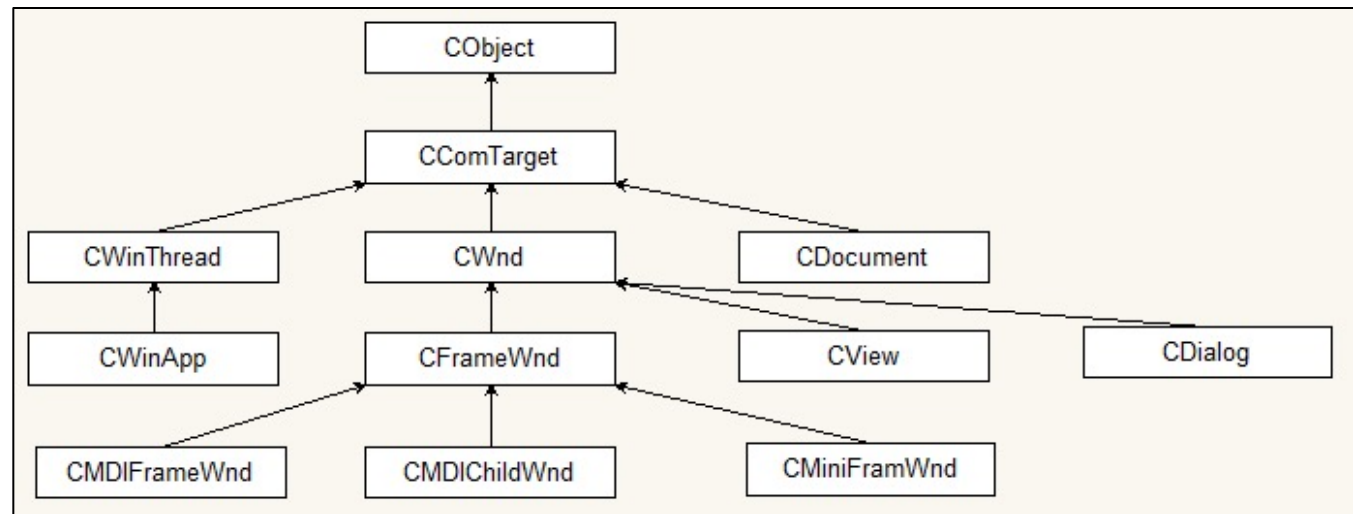 CObject
CComTarget
CWinThread
CWnd
CDocument
CWinApp
CFrameWnd
CView
CDialog
CMDIFrameWnd
CMDIChildWnd
CMiniFramWnd